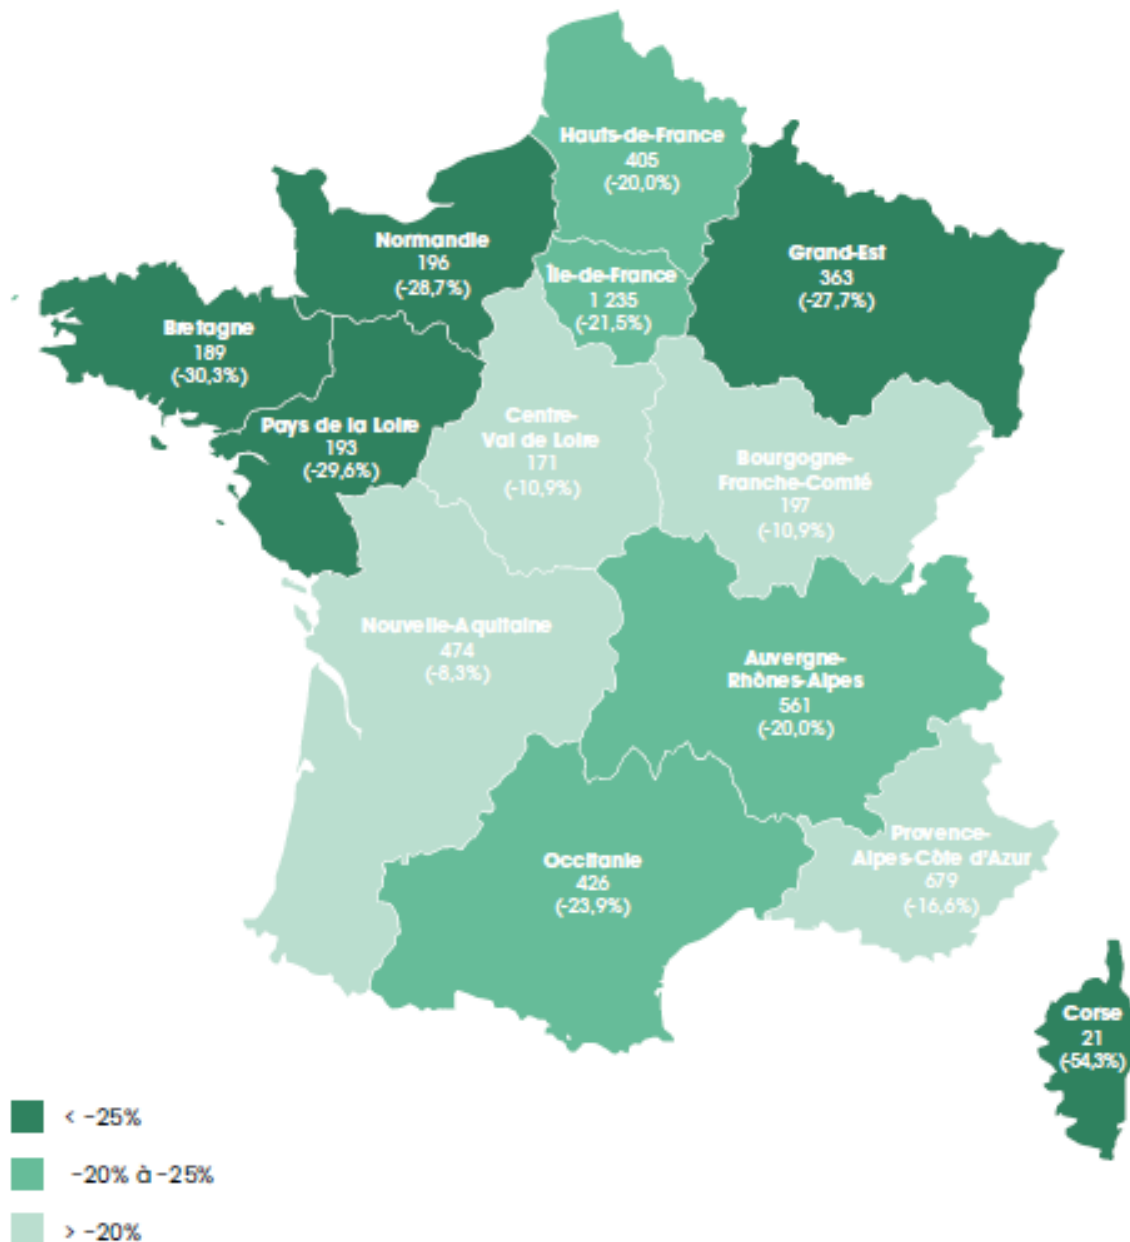 Hauts-de-France
405
(-20,0%)
Normandie
196
(-28,7%)
Île-de-France
1 235
(-21,5%)
Grand-Est
363
(-27,7%)
Bretagne
189
(-30,3%)
Pays de la Loire
193
(-29,6%)
Centre-
Val de Loire
171
(-10,9%)
Bourgogne-
Franche-Comté
197
(-10,9%)
Nouvelle-Aquitaine
474
(-8,3%)
Auvergne-
Rhônes-Alpes
561
(-20,0%)
Occitanie
426
(-23,9%)
Provence-
Alpes-Côte d'Azur
679
(-16,6%)
Corse
21
(-54,3%)
< -25%
-20% à -25%
> -20%